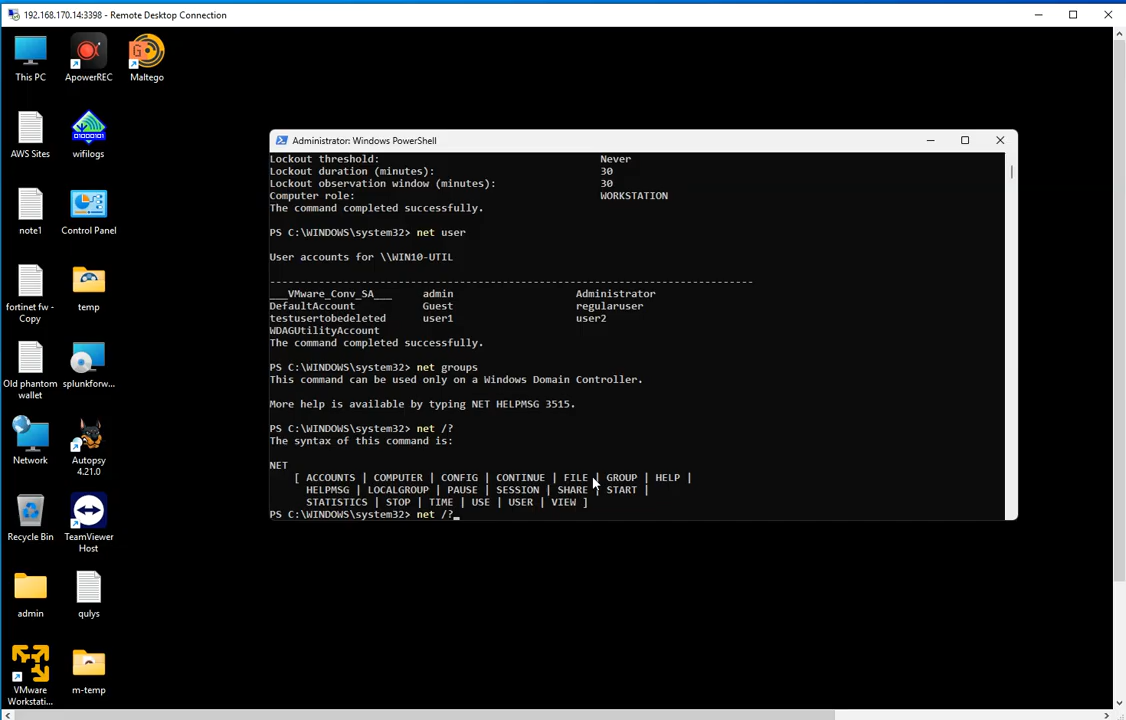 192.168.170.14:3398 - Remote Desktop Connection
This PC
ApowerREC
Maltego
AWS Sites
wifilogs
note1
Control Panel
fortinet fw - Copy
temp
Old phantom wallet
splunkforw...
Network
Autopsy 4.21.0
Recycle Bin
TeamViewer Host
admin
qulys
VMware Workstati...
m-temp
Administrator: Windows PowerShell
Lockout threshold: Never
Lockout duration (minutes): 30
Lockout observation window (minutes): 30
Computer role: WORKSTATION
The command completed successfully.
PS C:\WINDOWS\system32> net user
User accounts for \\WIN10-UTIL
-------------------------------------------------------------------------------
___VMware_Conv_SA___ admin Administrator
DefaultAccount Guest regularuser
testusertobedeleted user1 user2
WDAGUtilityAccount
The command completed successfully.
PS C:\WINDOWS\system32> net groups
This command can be used only on a Windows Domain Controller.
More help is available by typing NET HELPMSG 3515.
PS C:\WINDOWS\system32> net /?
The syntax of this command is:
NET
[ ACCOUNTS | COMPUTER | CONFIG | CONTINUE | FILE | GROUP | HELP |
HELPMSG | LOCALGROUP | PAUSE | SESSION | SHARE | START |
STATISTICS | STOP | TIME | USE | USER | VIEW ]
PS C:\WINDOWS\system32> net /?